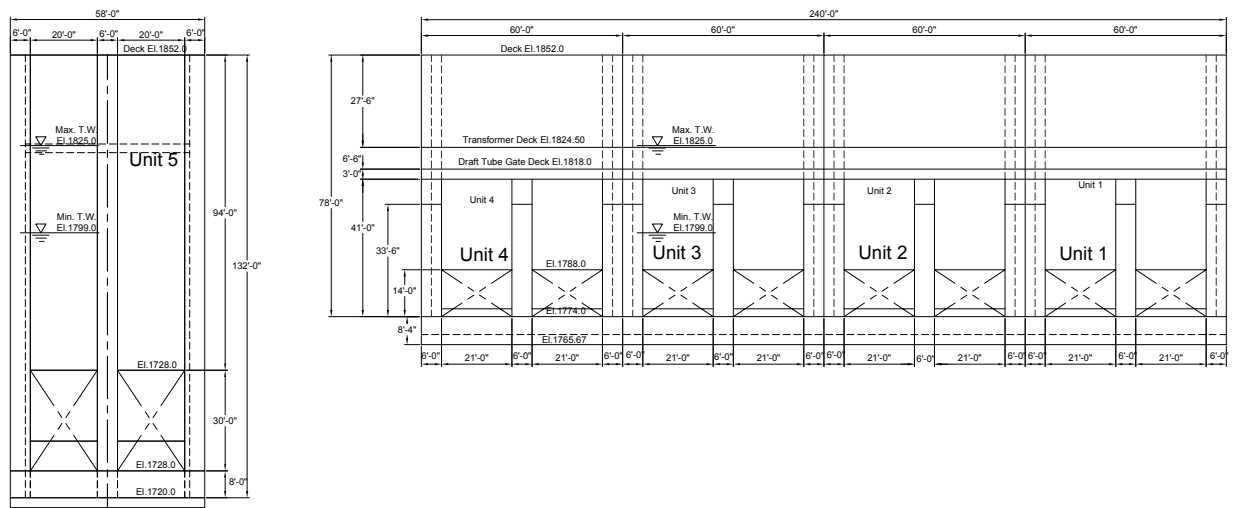 58'-0"
6'-0" 20'-0" 6'-0" 20'-0" 6'-0"
Deck El.1852.0
Max. T.W.
El.1825.0
Unit 5
Min. T.W.
El.1799.0
94'-0"
132'-0"
El.1728.0
30'-0"
El.1728.0
8'-0"
El.1720.0
240'-0"
60'-0" 60'-0" 60'-0" 60'-0"
Deck El.1852.0
27'-6"
Transformer Deck El.1824.50
Max. T.W.
El.1825.0
6'-6"
Draft Tube Gate Deck El.1818.0
3'-0"
78'-0"
Unit 4 Unit 3 Unit 2 Unit 1
41'-0"
Min. T.W.
El.1799.0
33'-6"
Unit 4 Unit 3 Unit 2 Unit 1
El.1788.0
14'-0"
El.1774.0
8'-4"
El.1765.67
6'-0" 21'-0" 6'-0" 21'-0" 6'-0" 6'-0" 21'-0" 6'-0" 21'-0" 6'-0" 6'-0" 21'-0" 6'-0" 21'-0" 6'-0" 6'-0" 21'-0" 6'-0" 21'-0" 6'-0"